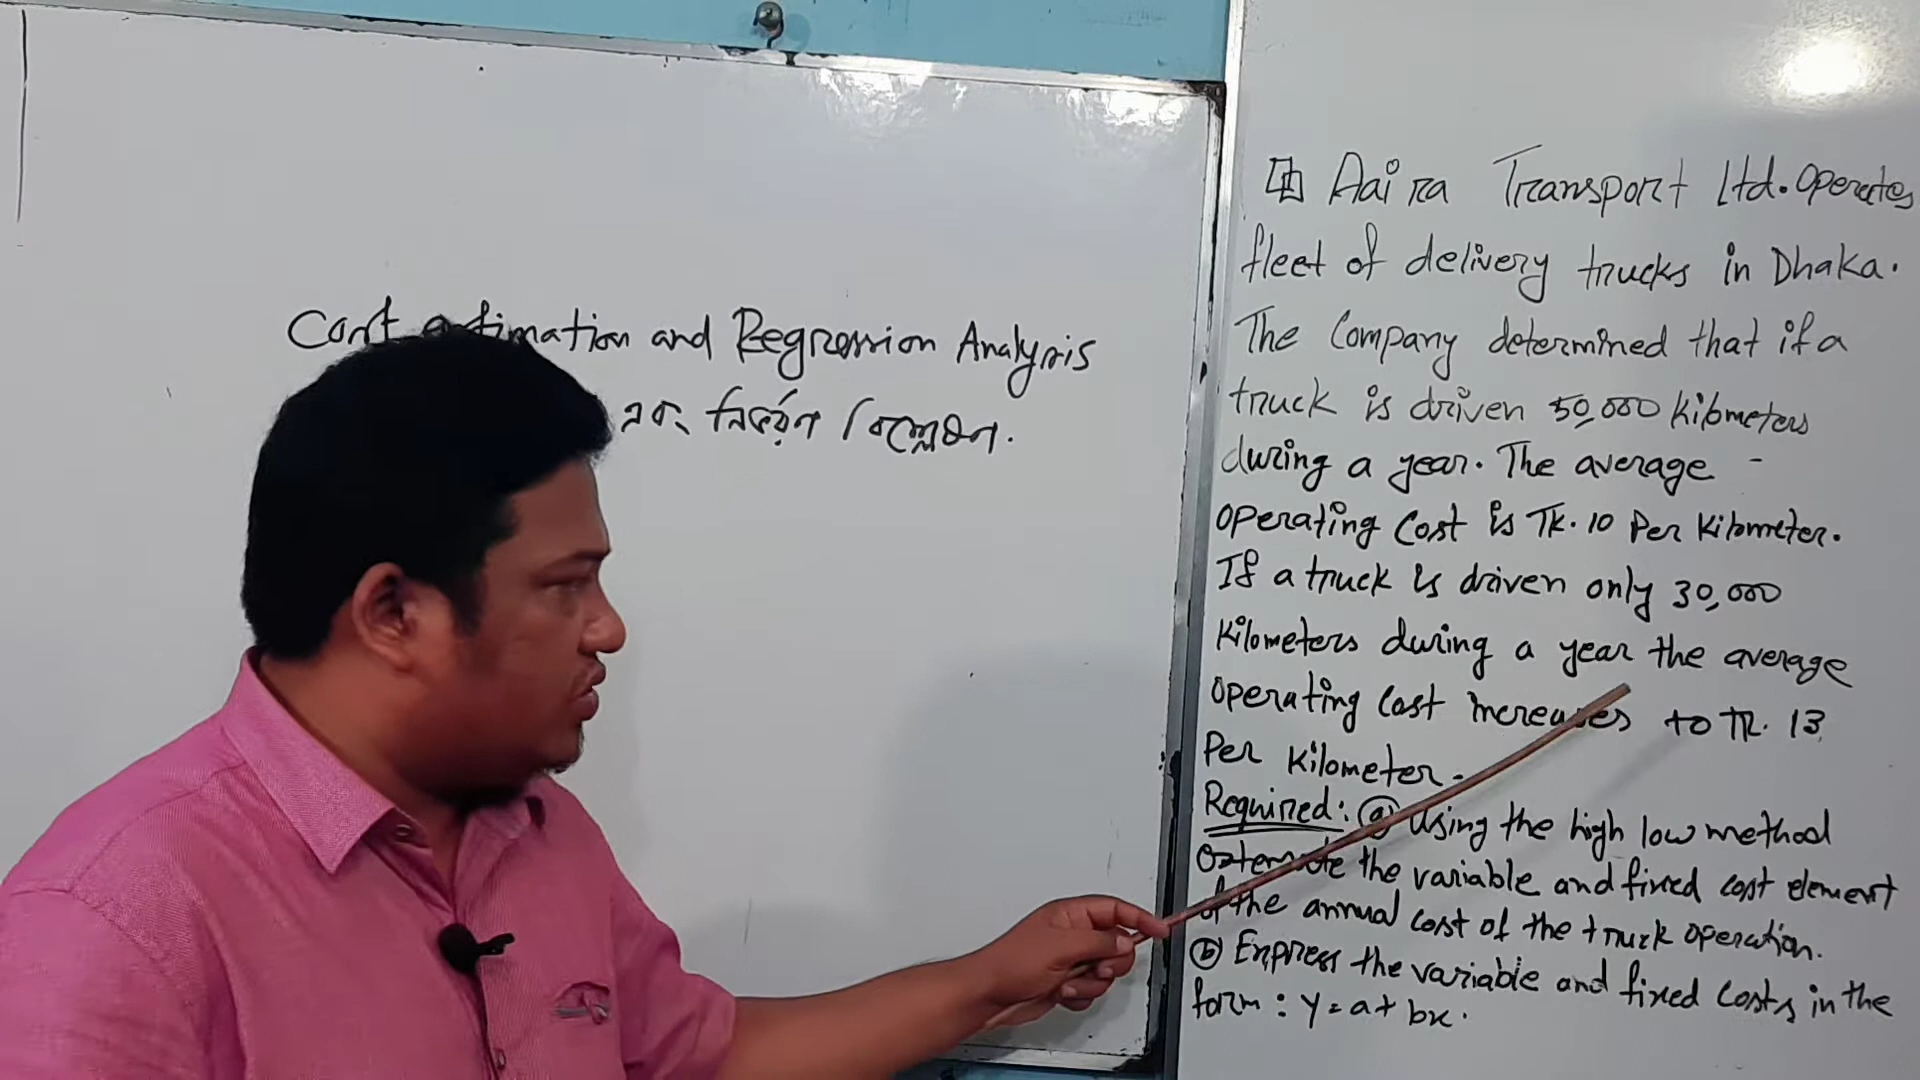 Cost estimation and Regression Analysis
এবং নির্ভরণ বিশ্লেষণ.
Aaira Transport Ltd. Operates
fleet of delivery trucks in Dhaka.
The Company determined that if a
truck is driven 50,000 kilometers
during a year. The average -
Operating Cost is Tk. 10 Per Kilometer.
If a truck is driven only 30,000
Kilometers during a year the average
Operating Cost increases to Tk. 13
Per Kilometer.
Required: (a) Using the high low method
the variable and fixed cost element
of the annual cost of the truck operation.
(b) Express the variable and fixed Costs in the
form: y = a + bx.